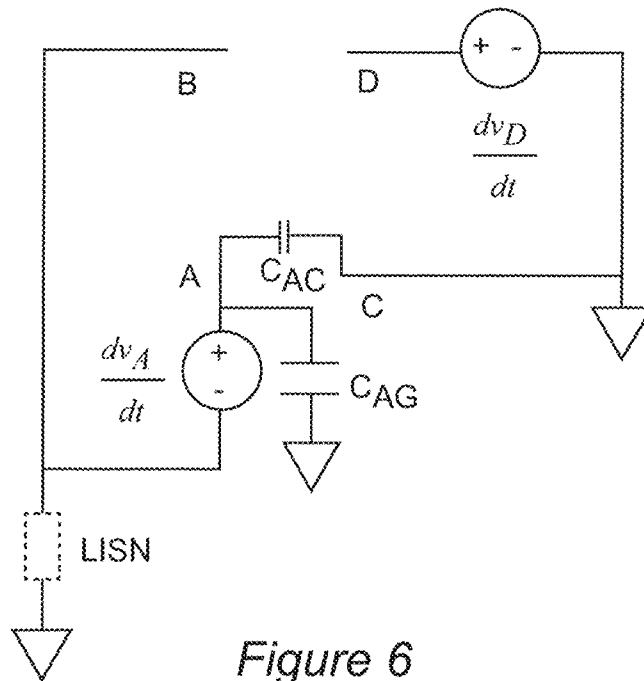 + -
B D
dv_D
dt
A C_AC
C
dv_A
dt
+
-
C_AG
LISN
Figure 6